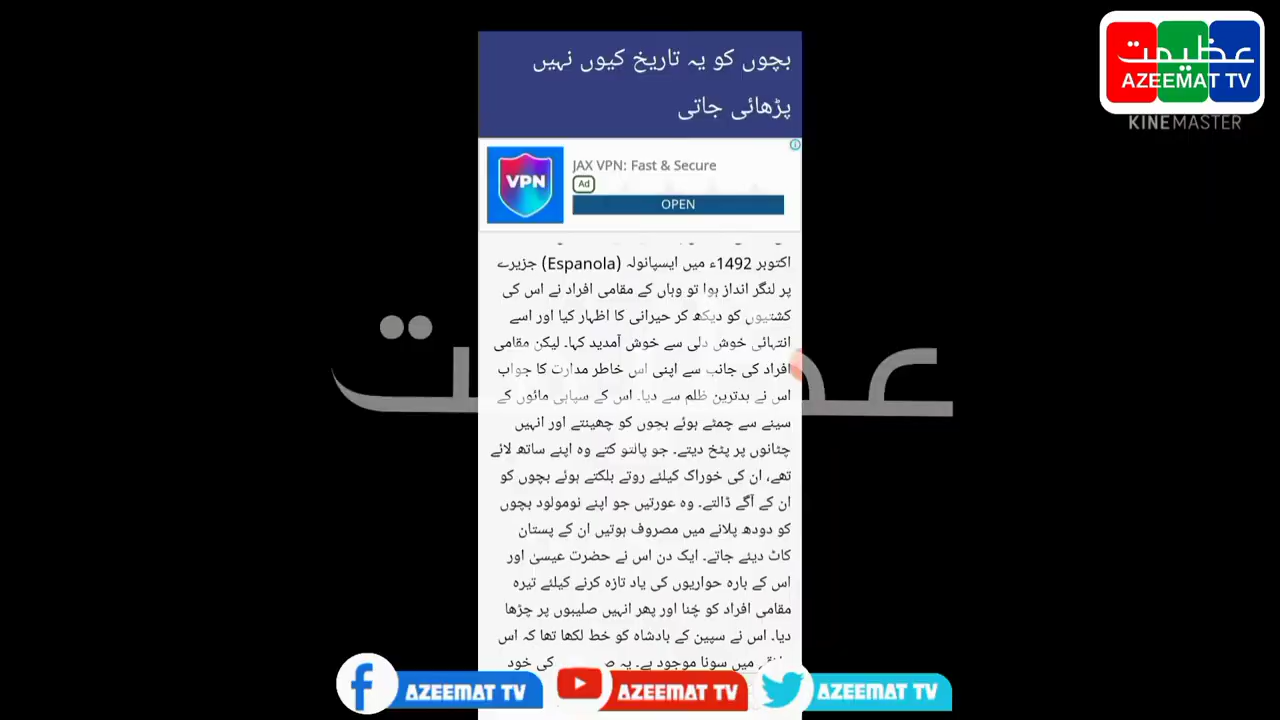 عظیمت
AZEEMAT TV
KINEMASTER
بچوں کو یہ تاریخ کیوں نہیں
پڑھائی جاتی
JAX VPN: Fast & Secure
VPN
Ad
OPEN
اکتوبر 1492ء میں ایسپانولہ (Espanola) جزیرے
پر لنگر انداز ہوا تو وہاں کے مقامی افراد نے اس کی
کشتیوں کو دیکھ کر حیرانی کا اظہار کیا اور اسے
انتہائی خوش دلی سے خوش آمدید کہا۔ لیکن مقامی
افراد کی جانب سے اپنی اس خاطر مدارت کا جواب
اس نے بدترین ظلم سے دیا۔ اس کے سپاہی مائوں کے
سینے سے چمٹے ہوئے بچوں کو چھینتے اور انہیں
چٹانوں پر پٹخ دیتے۔ جو پالتو کتے وہ اپنے ساتھ لائے
تھے، ان کی خوراک کیلئے روتے بلکتے ہوئے بچوں کو
ان کے آگے ڈالتے۔ وہ عورتیں جو اپنے نومولود بچوں
کو دودھ پلانے میں مصروف ہوتیں ان کے پستان
کاٹ دیئے جاتے۔ ایک دن اس نے حضرت عیسیٰ اور
اس کے بارہ حواریوں کی یاد تازہ کرنے کیلئے تیرہ
مقامی افراد کو چُنا اور پھر انہیں صلیبوں پر چڑھا
دیا۔ اس نے سپین کے بادشاہ کو خط لکھا تھا کہ اس
میں سونا موجود ہے۔ یہ کی خود
AZEEMAT TV
AZEEMAT TV
AZEEMAT TV